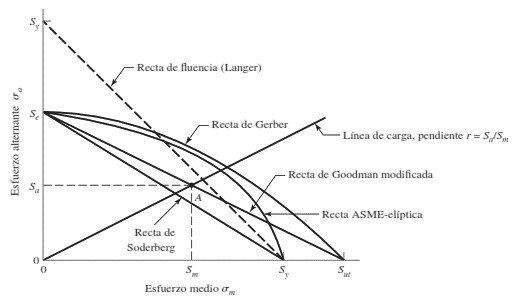 S_y
Recta de fluencia (Langer)
Esfuerzo alternante σ_a
S_e
Recta de Gerber
Línea de carga, pendiente r = S_a/S_m
Recta de Goodman modificada
S_a
A
Recta ASME-elíptica
Recta de
Soderberg
0
0
S_m
S_y
S_ut
Esfuerzo medio σ_m